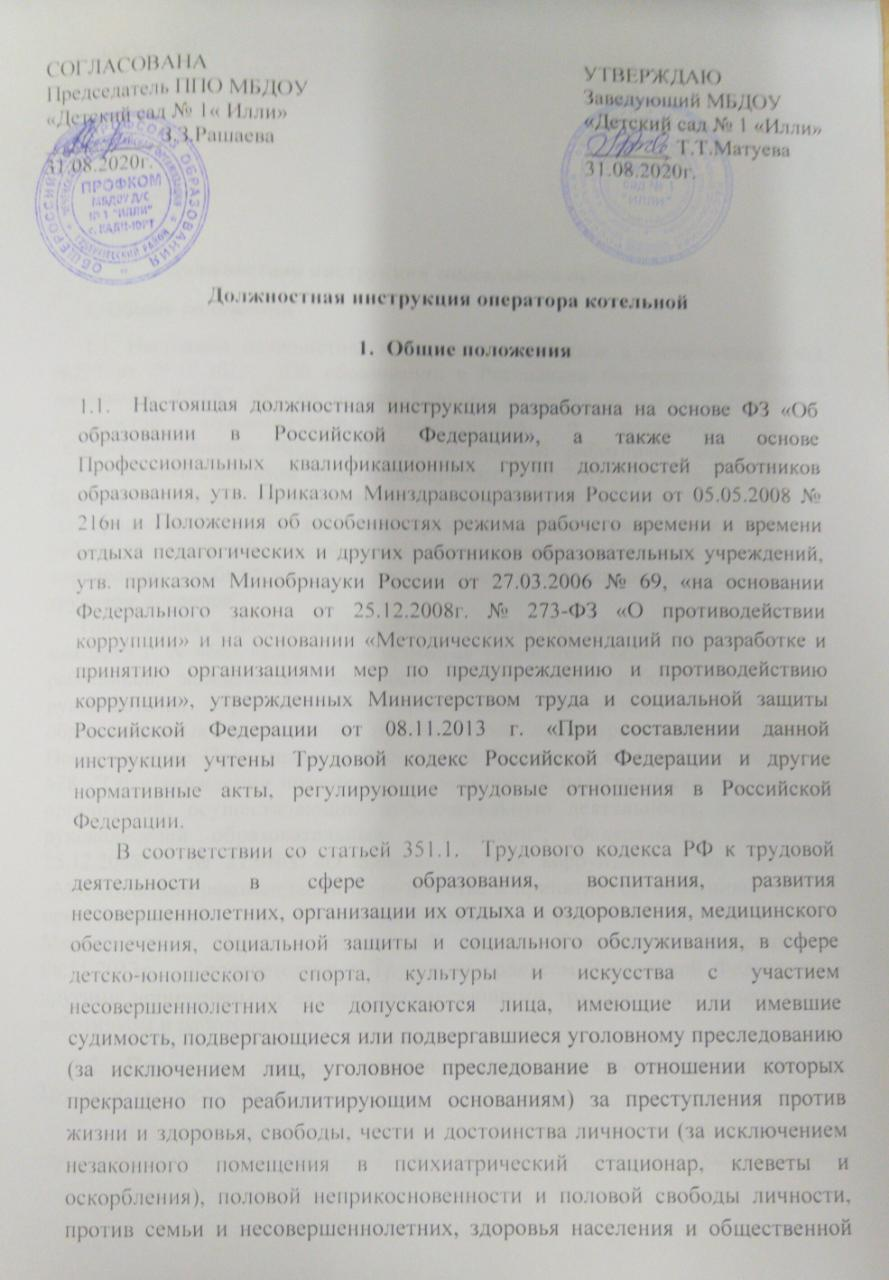 СОГЛАСОВАНА
Председатель ППО МБДОУ
«Детский сад № 1« Илли»
З.З.Рашаева
31.08.2020г.
ПРОФКОМ
МБДОУ Д/С
№ 1 "ИЛЛИ"
УТВЕРЖДАЮ
Заведующий МБДОУ
«Детский сад № 1 «Илли»
Т.Т.Матуева
31.08.2020г.
САД № 1
"ИЛЛИ"
Должностная инструкция оператора котельной
1. Общие положения
1.1. Настоящая должностная инструкция разработана на основе ФЗ «Об
образовании в Российской Федерации», а также на основе
Профессиональных квалификационных групп должностей работников
образования, утв. Приказом Минздравсоцразвития России от 05.05.2008 №
216н и Положения об особенностях режима рабочего времени и времени
отдыха педагогических и других работников образовательных учреждений,
утв. приказом Минобрнауки России от 27.03.2006 № 69, «на основании
Федерального закона от 25.12.2008г. № 273-ФЗ «О противодействии
коррупции» и на основании «Методических рекомендаций по разработке и
принятию организациями мер по предупреждению и противодействию
коррупции», утвержденных Министерством труда и социальной защиты
Российской Федерации от 08.11.2013 г. «При составлении данной
инструкции учтены Трудовой кодекс Российской Федерации и другие
нормативные акты, регулирующие трудовые отношения в Российской
Федерации.
В соответствии со статьей 351.1. Трудового кодекса РФ к трудовой
деятельности в сфере образования, воспитания, развития
несовершеннолетних, организации их отдыха и оздоровления, медицинского
обеспечения, социальной защиты и социального обслуживания, в сфере
детско-юношеского спорта, культуры и искусства с участием
несовершеннолетних не допускаются лица, имеющие или имевшие
судимость, подвергающиеся или подвергавшиеся уголовному преследованию
(за исключением лиц, уголовное преследование в отношении которых
прекращено по реабилитирующим основаниям) за преступления против
жизни и здоровья, свободы, чести и достоинства личности (за исключением
незаконного помещения в психиатрический стационар, клеветы и
оскорбления), половой неприкосновенности и половой свободы личности,
против семьи и несовершеннолетних, здоровья населения и общественной